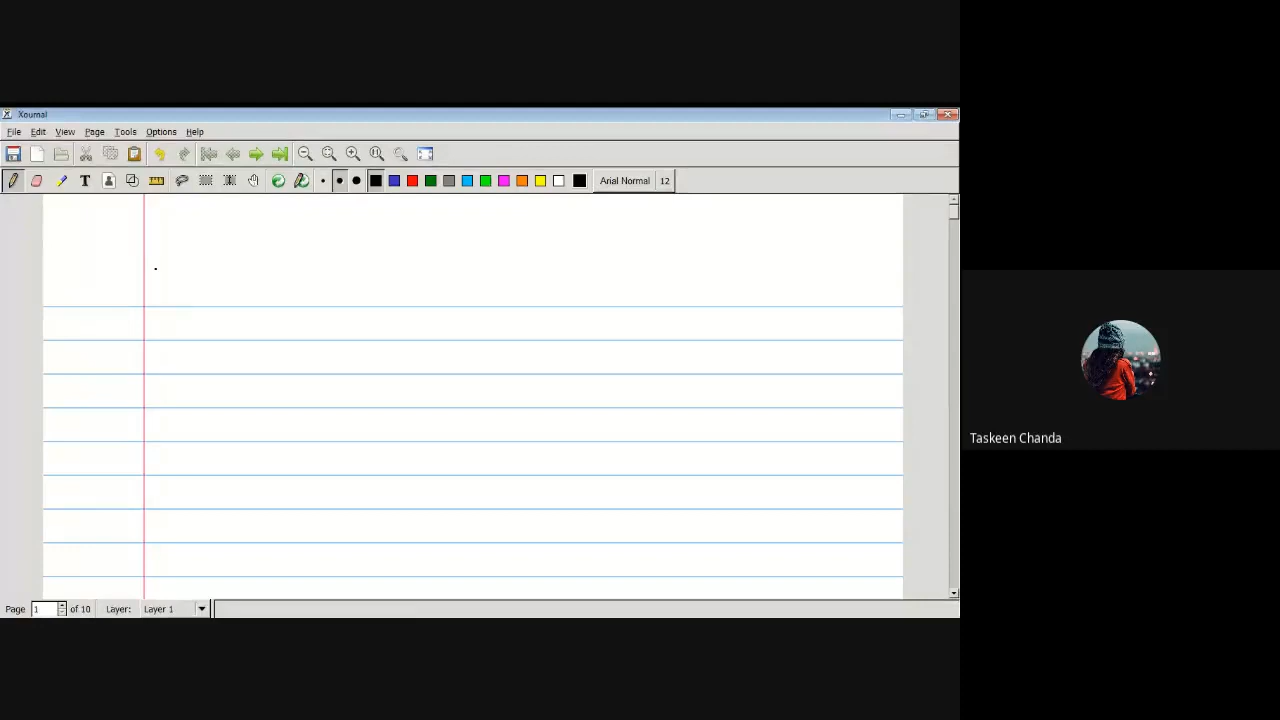 Xournal
File Edit View Page Tools Options Help
T Arial Normal 12
Taskeen Chanda
Page 1 of 10 Layer: Layer 1